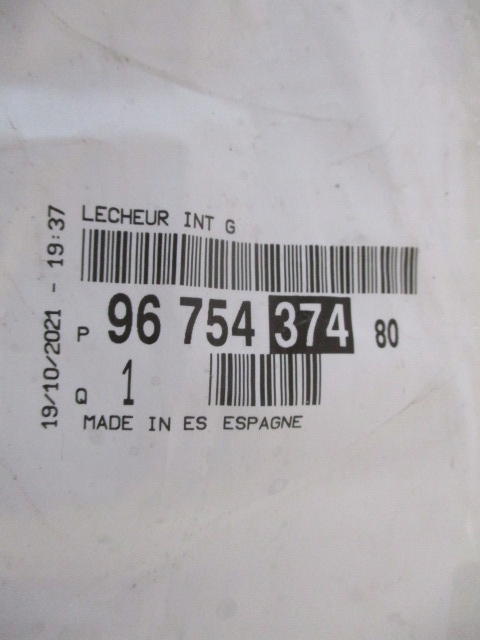 LECHEUR INT G
P 96 754 374 80
Q 1
MADE IN ES ESPAGNE
19/10/2021 - 19:37